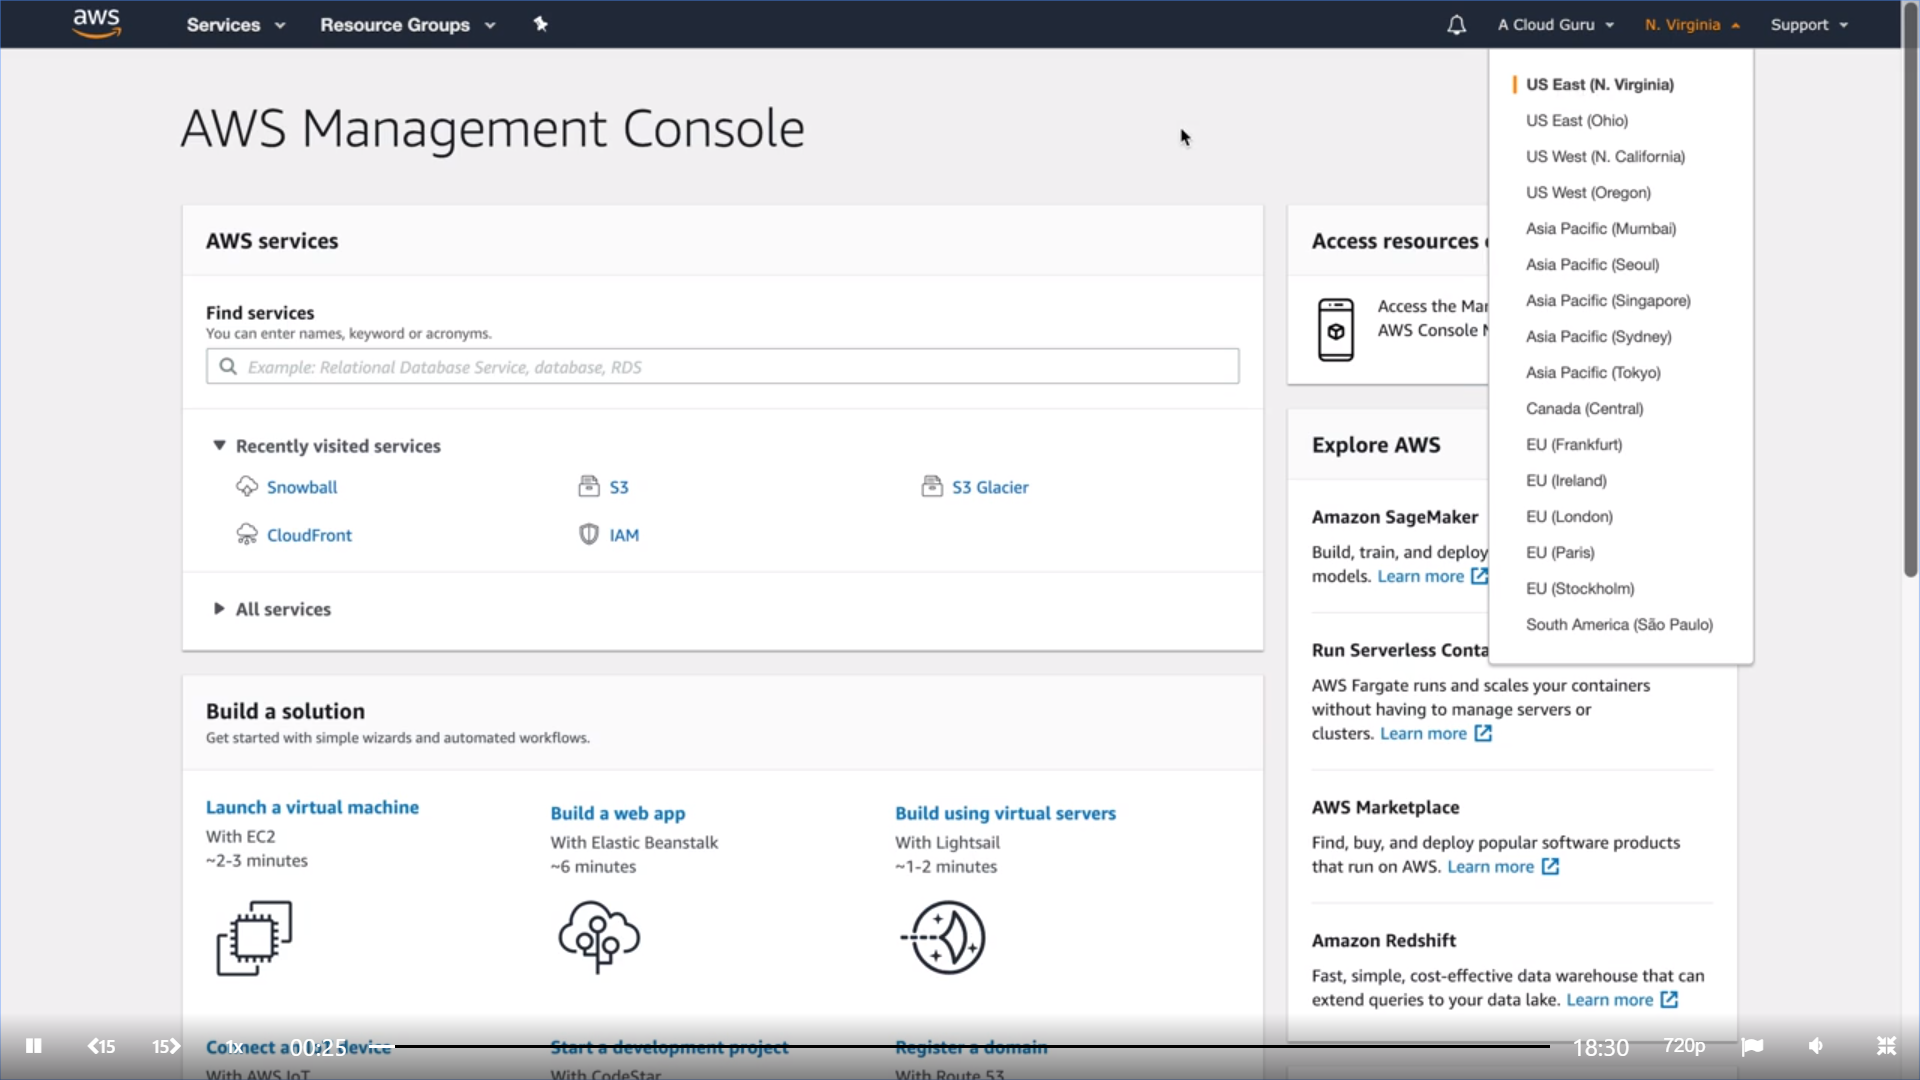 aws
Services
Resource Groups
A Cloud Guru
N. Virginia
Support
US East (N. Virginia)
US East (Ohio)
US West (N. California)
US West (Oregon)
Asia Pacific (Mumbai)
Asia Pacific (Seoul)
Asia Pacific (Singapore)
Asia Pacific (Sydney)
Asia Pacific (Tokyo)
Canada (Central)
EU (Frankfurt)
EU (Ireland)
EU (London)
EU (Paris)
EU (Stockholm)
South America (São Paulo)
AWS Management Console
AWS services
Find services
You can enter names, keyword or acronyms.
Example: Relational Database Service, database, RDS
Recently visited services
Snowball
S3
S3 Glacier
CloudFront
IAM
All services
Build a solution
Get started with simple wizards and automated workflows.
Launch a virtual machine
With EC2
~2-3 minutes
Build a web app
With Elastic Beanstalk
~6 minutes
Build using virtual servers
With Lightsail
~1-2 minutes
Access resources
Access the
AWS Console
Explore AWS
Amazon SageMaker
Build, train, and deploy
models. Learn more
Run Serverless
AWS Fargate runs and scales your containers
without having to manage servers or
clusters. Learn more
AWS Marketplace
Find, buy, and deploy popular software products
that run on AWS. Learn more
Amazon Redshift
Fast, simple, cost-effective data warehouse that can
extend queries to your data lake. Learn more
Connect an device
With AWS IoT
Start a development project
With CodeStar
Register a domain
With Route 53
15
15
1x
00:25
18:30
720p